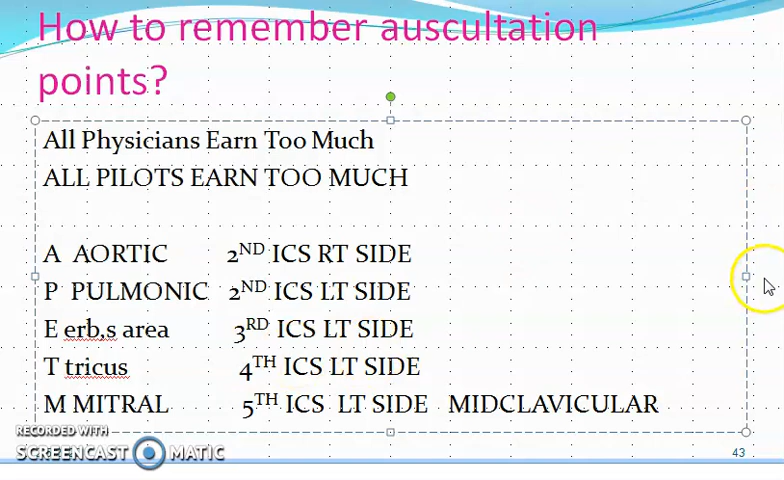 How to remember auscultation
points?
All Physicians Earn Too Much
ALL PILOTS EARN TOO MUCH
A AORTIC 2ND ICS RT SIDE
P PULMONIC 2ND ICS LT SIDE
E erb,s area 3RD ICS LT SIDE
T tricus 4TH ICS LT SIDE
M MITRAL 5TH ICS LT SIDE MIDCLAVICULAR
RECORDED WITH
SCREENCAST MATIC
43